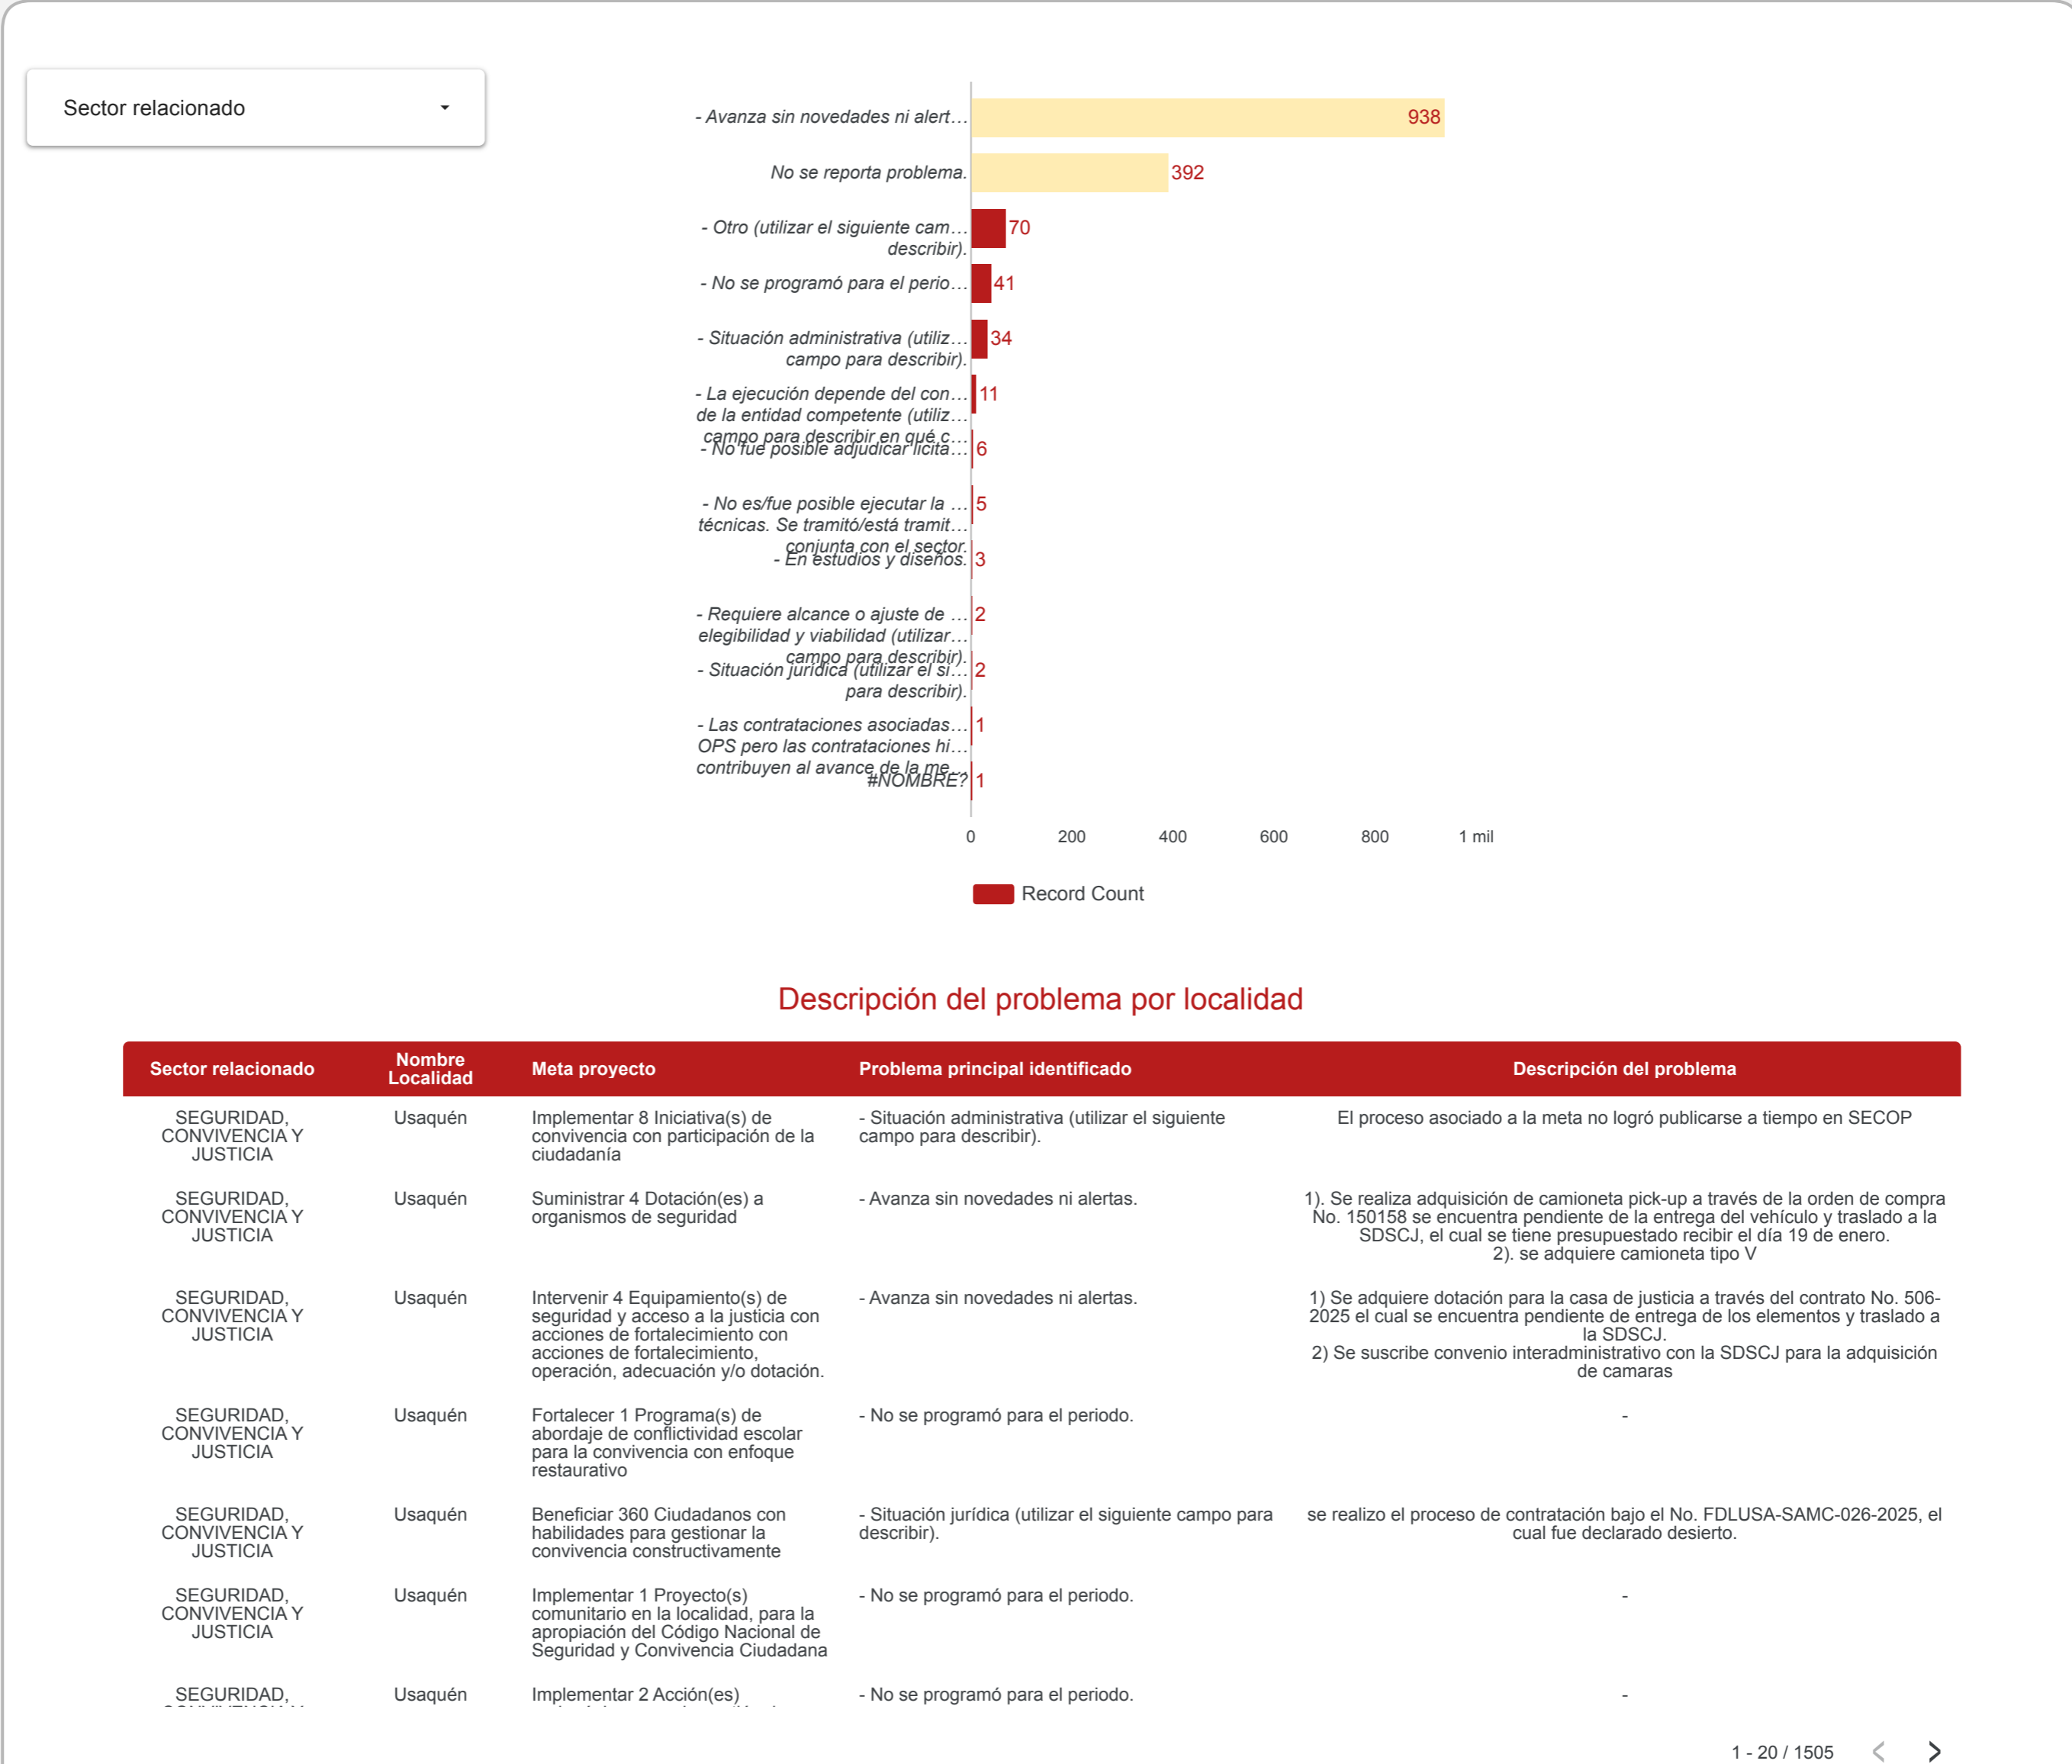 Sector relacionado
- Avanza sin novedades ni alert…
938
No se reporta problema.
392
- Otro (utilizar el siguiente cam…
describir).
70
- No se programó para el perio…
41
- Situación administrativa (utiliz…
campo para describir).
34
- La ejecución depende del con…
de la entidad competente (utiliz…
campo para describir en qué c…
11
- No fue posible adjudicar licita…
6
- No es/fue posible ejecutar la …
técnicas. Se tramitó/está tramit…
conjunta con el sector.
5
- En estudios y diseños.
3
- Requiere alcance o ajuste de …
elegibilidad y viabilidad (utilizar…
campo para describir).
2
- Situación jurídica (utilizar el si…
para describir).
2
- Las contrataciones asociadas…
OPS pero las contrataciones hi…
contribuyen al avance de la me…
1
#NOMBRE?
1
0 200 400 600 800 1 mil
Record Count
Descripción del problema por localidad
Sector relacionado
Nombre
Localidad
Meta proyecto
Problema principal identificado
Descripción del problema
SEGURIDAD,
CONVIVENCIA Y
JUSTICIA
Usaquén
Implementar 8 Iniciativa(s) de
convivencia con participación de la
ciudadanía
- Situación administrativa (utilizar el siguiente
campo para describir).
El proceso asociado a la meta no logró publicarse a tiempo en SECOP
SEGURIDAD,
CONVIVENCIA Y
JUSTICIA
Usaquén
Suministrar 4 Dotación(es) a
organismos de seguridad
- Avanza sin novedades ni alertas.
1). Se realiza adquisición de camioneta pick-up a través de la orden de compra
No. 150158 se encuentra pendiente de la entrega del vehículo y traslado a la
SDSCJ, el cual se tiene presupuestado recibir el día 19 de enero.
2). se adquiere camioneta tipo V
SEGURIDAD,
CONVIVENCIA Y
JUSTICIA
Usaquén
Intervenir 4 Equipamiento(s) de
seguridad y acceso a la justicia con
acciones de fortalecimiento con
acciones de fortalecimiento,
operación, adecuación y/o dotación.
- Avanza sin novedades ni alertas.
1) Se adquiere dotación para la casa de justicia a través del contrato No. 506-
2025 el cual se encuentra pendiente de entrega de los elementos y traslado a
la SDSCJ.
2) Se suscribe convenio interadministrativo con la SDSCJ para la adquisición
de camaras
SEGURIDAD,
CONVIVENCIA Y
JUSTICIA
Usaquén
Fortalecer 1 Programa(s) de
abordaje de conflictividad escolar
para la convivencia con enfoque
restaurativo
- No se programó para el periodo.
-
SEGURIDAD,
CONVIVENCIA Y
JUSTICIA
Usaquén
Beneficiar 360 Ciudadanos con
habilidades para gestionar la
convivencia constructivamente
- Situación jurídica (utilizar el siguiente campo para
describir).
se realizo el proceso de contratación bajo el No. FDLUSA-SAMC-026-2025, el
cual fue declarado desierto.
SEGURIDAD,
CONVIVENCIA Y
JUSTICIA
Usaquén
Implementar 1 Proyecto(s)
comunitario en la localidad, para la
apropiación del Código Nacional de
Seguridad y Convivencia Ciudadana
- No se programó para el periodo.
-
SEGURIDAD,
Usaquén
Implementar 2 Acción(es)
- No se programó para el periodo.
-
1 - 20 / 1505